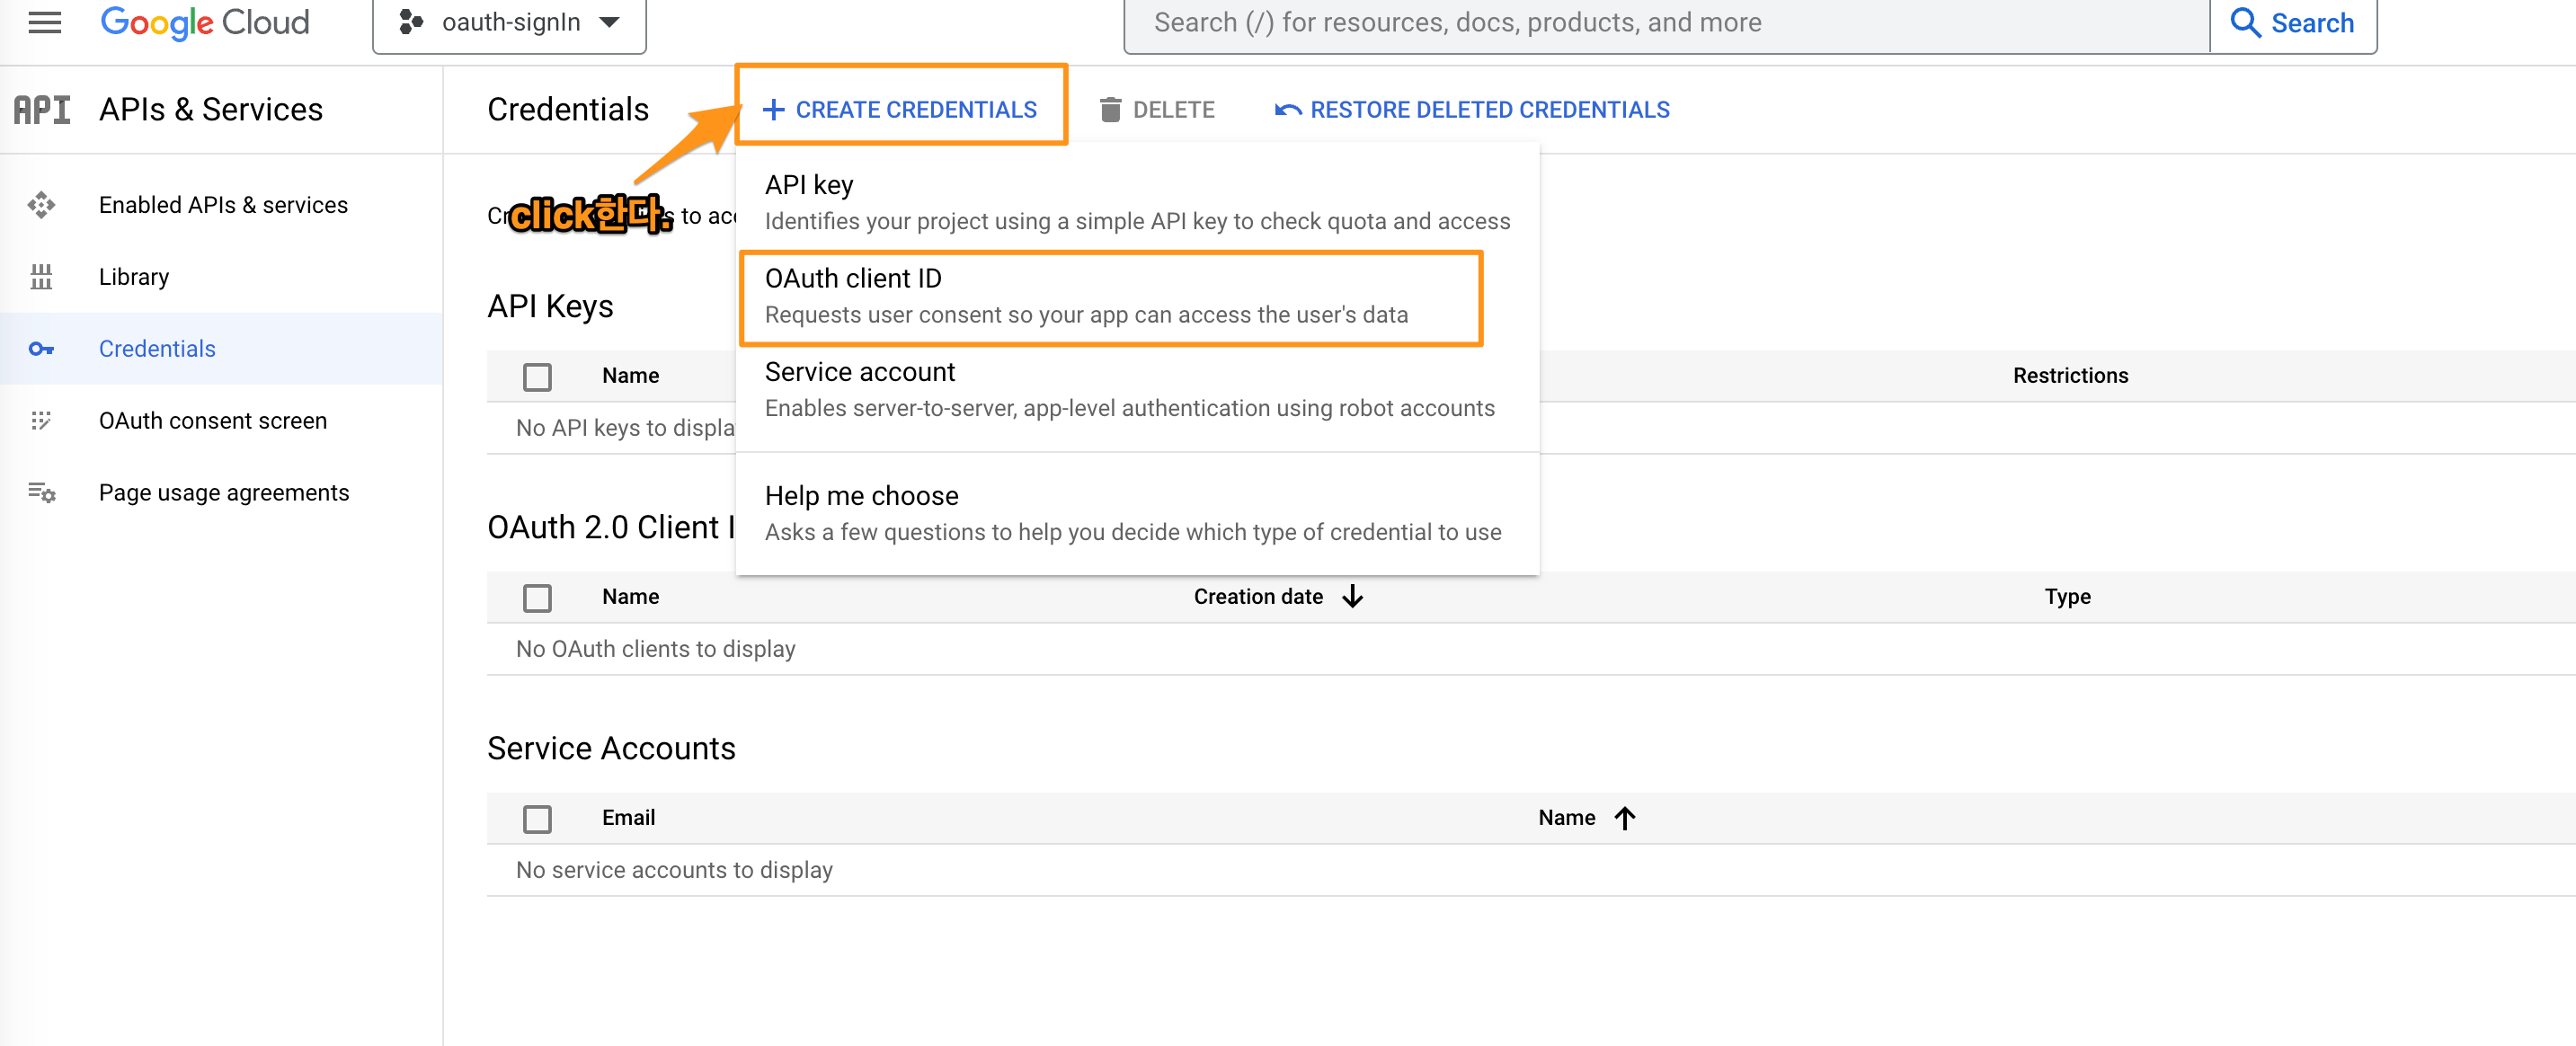 Google Cloud
oauth-signIn
Search (/) for resources, docs, products, and more
Search
API
APIs & Services
Credentials
CREATE CREDENTIALS
DELETE
RESTORE DELETED CREDENTIALS
Enabled APIs & services
Library
Credentials
OAuth consent screen
Page usage agreements
click한다.
to
API key
Identifies your project using a simple API key to check quota and access
OAuth client ID
Requests user consent so your app can access the user's data
Service account
Enables server-to-server, app-level authentication using robot accounts
Help me choose
Asks a few questions to help you decide which type of credential to use
API Keys
Name
Restrictions
No API keys to displa
OAuth 2.0 Client I
Name
Creation date
Type
No OAuth clients to display
Service Accounts
Email
Name
No service accounts to display